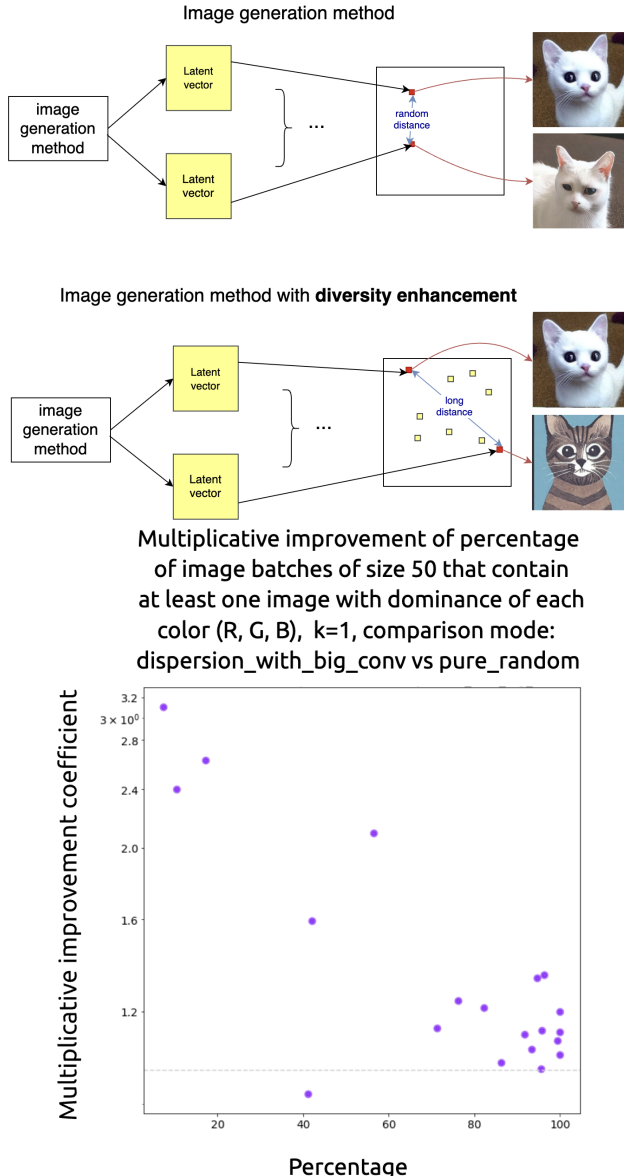 Image generation method
Latent
vector
image
generation
method
...
random
distance
Latent
vector
Image generation method with diversity enhancement
Latent
vector
image
generation
method
...
long
distance
Latent
vector
Multiplicative improvement of percentage
of image batches of size 50 that contain
at least one image with dominance of each
color (R, G, B), k=1, comparison mode:
dispersion_with_big_conv vs pure_random
Multiplicative improvement coefficient
3.2
3 × 10⁰
2.8
2.4
2.0
1.6
1.2
20 40 60 80 100
Percentage